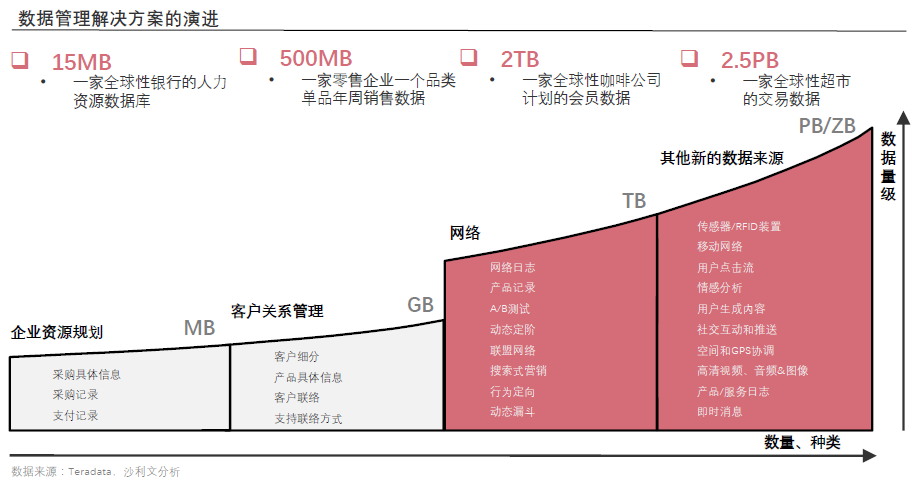 数据管理解决方案的演进
15MB
一家全球性银行的人力
资源数据库
500MB
一家零售企业一个品类
单品年周销售数据
2TB
一家全球性咖啡公司
计划的会员数据
2.5PB
一家全球性超市
的交易数据
PB/ZB
数据量级
其他新的数据来源
TB
网络
传感器/RFID装置
移动网络
用户点击流
情感分析
用户生成内容
社交互动和推送
空间和GPS协调
高清视频、音频&图像
产品/服务日志
即时消息
网络日志
产品记录
A/B测试
动态定阶
联盟网络
搜索式营销
行为定向
动态漏斗
GB
客户关系管理
客户细分
产品具体信息
客户联络
支持联络方式
MB
企业资源规划
采购具体信息
采购记录
支付记录
数量、种类
数据来源：Teradata、沙利文分析